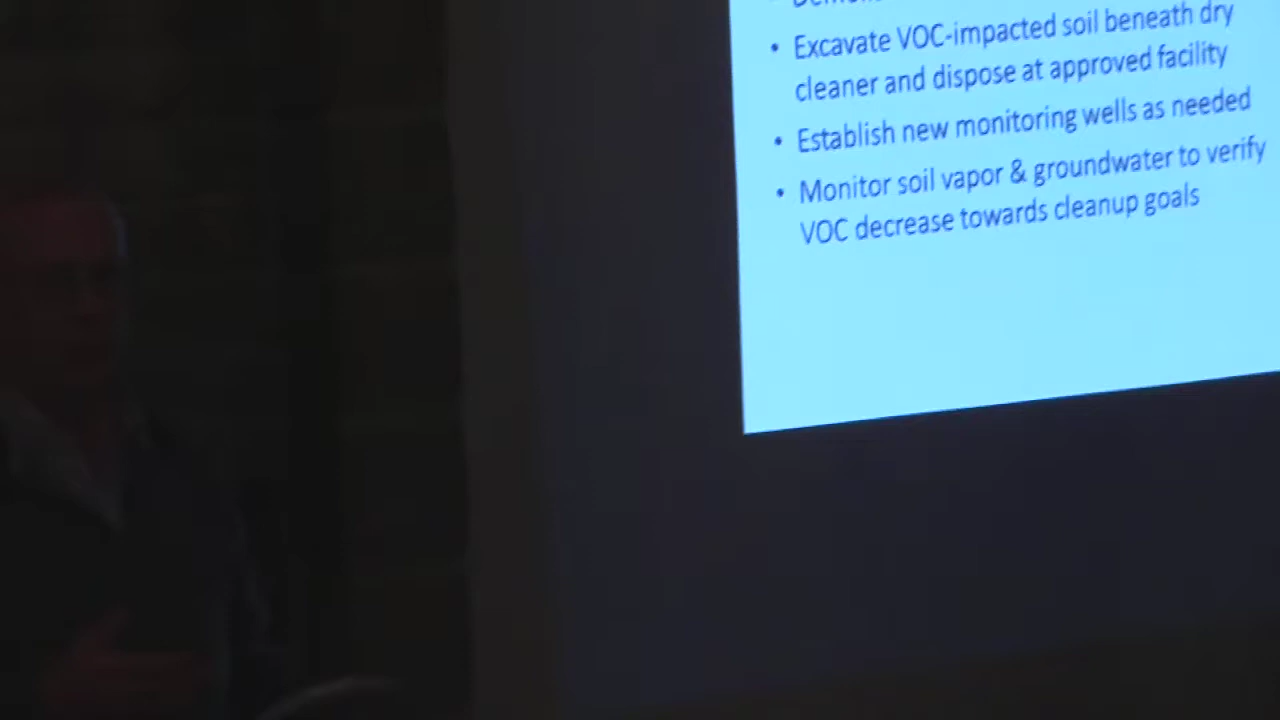 • Excavate VOC-impacted soil beneath dry
cleaner and dispose at approved facility
• Establish new monitoring wells as needed
• Monitor soil vapor & groundwater to verify
VOC decrease towards cleanup goals